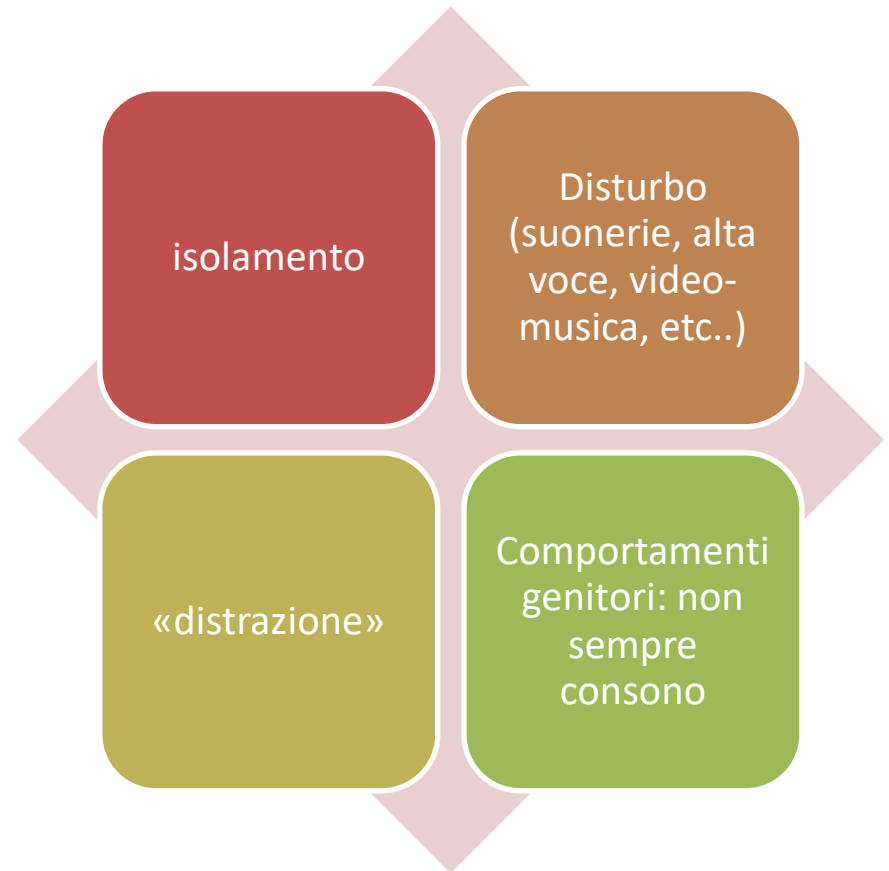 isolamento
Disturbo
(suonerie, alta
voce, video-
musica, etc..)
«distrazione»
Comportamenti
genitori: non
sempre
consono